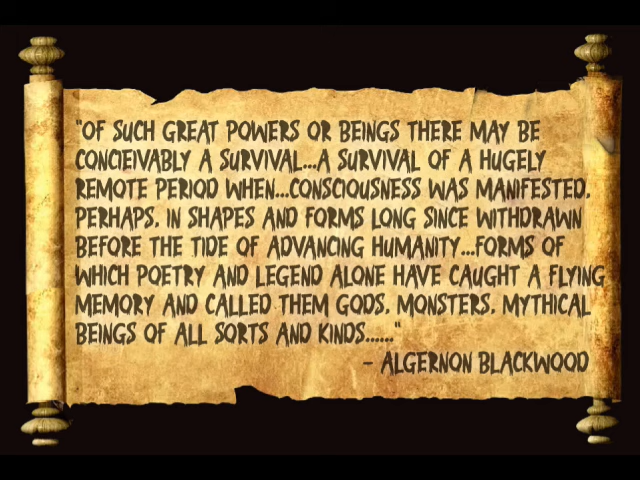 "OF SUCH GREAT POWERS OR BEINGS THERE MAY BE
CONCIEIVABLY A SURVIVAL...A SURVIVAL OF A HUGELY
REMOTE PERIOD WHEN...CONSCIOUSNESS WAS MANIFESTED,
PERHAPS, IN SHAPES AND FORMS LONG SINCE WITHDRAWN
BEFORE THE TIDE OF ADVANCING HUMANITY...FORMS OF
WHICH POETRY AND LEGEND ALONE HAVE CAUGHT A FLYING
MEMORY AND CALLED THEM GODS, MONSTERS, MYTHICAL
BEINGS OF ALL SORTS AND KINDS......"
- ALGERNON BLACKWOOD